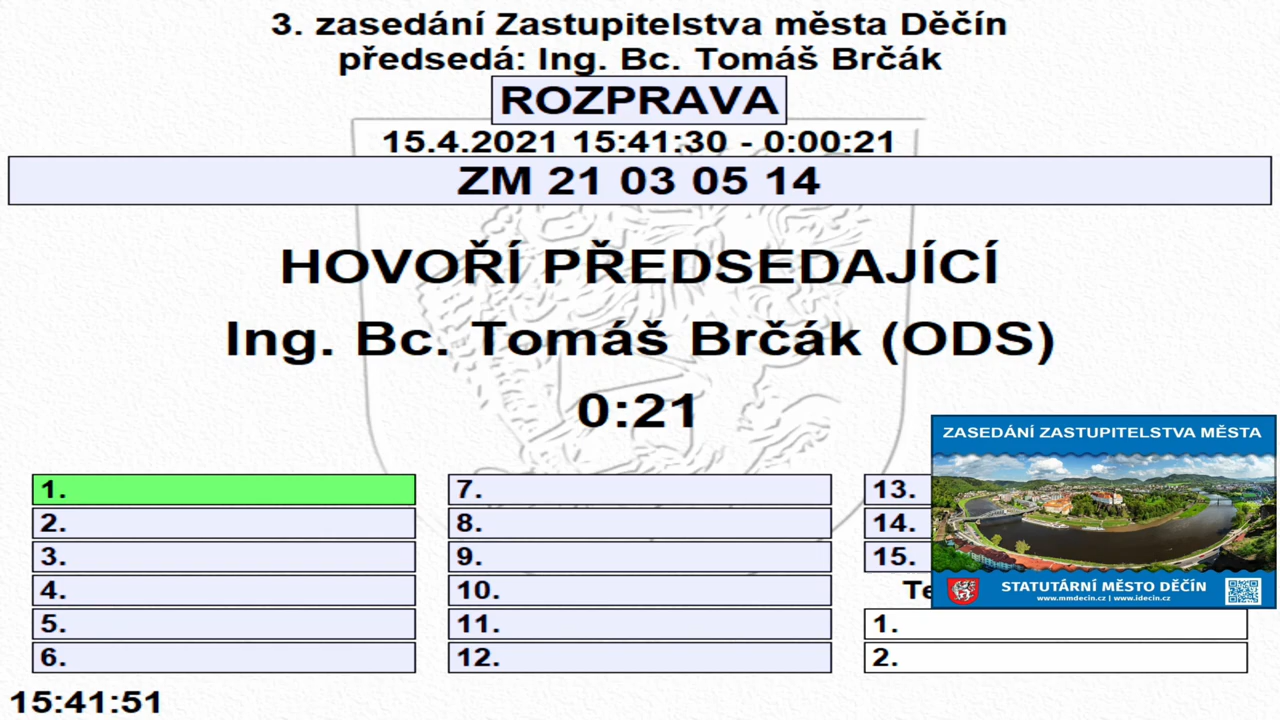 3. zasedání Zastupitelstva města Děčín
předsedá: Ing. Bc. Tomáš Brčák
ROZPRAVA
15.4.2021 15:41:30 - 0:00:21
ZM 21 03 05 14
HOVOŘÍ PŘEDSEDAJÍCÍ
Ing. Bc. Tomáš Brčák (ODS)
0:21
1.
2.
3.
4.
5.
6.
7.
8.
9.
10.
11.
12.
13.
14.
15.
1.
2.
ZASEDÁNÍ ZASTUPITELSTVA MĚSTA
STATUTÁRNÍ MĚSTO DĚČÍN
www.mmdecin.cz | www.idecin.cz
15:41:51